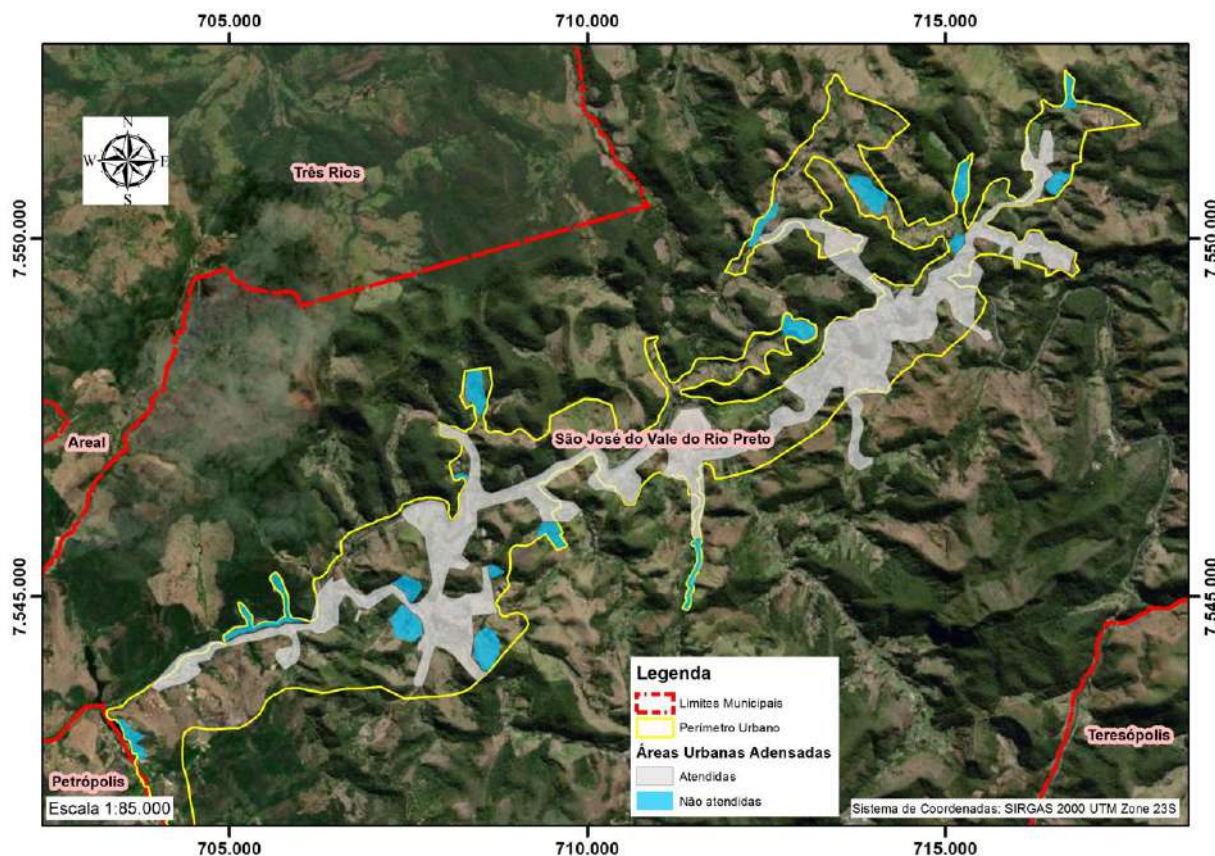 705.000
710.000
715.000
N
W
E
S
Três Rios
7.550.000
7.550.000
Areal
São José do Vale do Rio Preto
7.545.000
7.545.000
Legenda
Limites Municipais
Perímetro Urbano
Áreas Urbanas Adensadas
Atendidas
Não atendidas
Teresópolis
Petrópolis
Escala 1:85.000
Sistema de Coordenadas: SIRGAS 2000 UTM Zone 23S
705.000
710.000
715.000